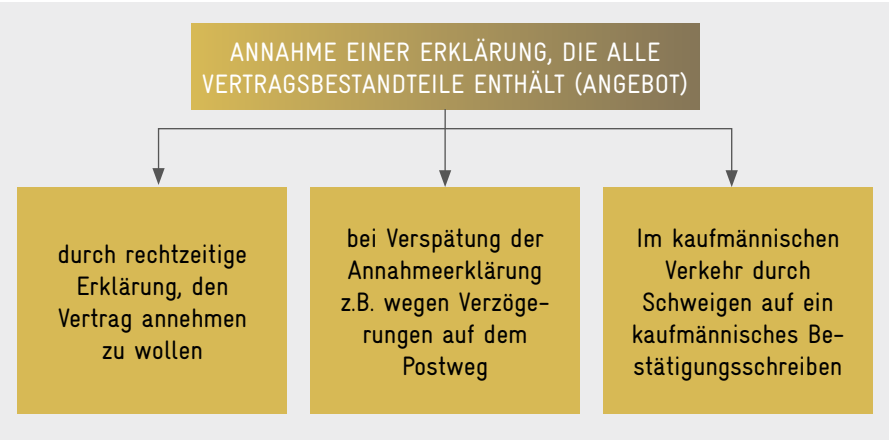 ANNAHME EINER ERKLÄRUNG, DIE ALLE
VERTRAGSBESTANDTEILE ENTHÄLT (ANGEBOT)
durch rechtzeitige
Erklärung, den
Vertrag annehmen
zu wollen
bei Verspätung der
Annahmeerklärung
z.B. wegen Verzöge-
rungen auf dem
Postweg
Im kaufmännischen
Verkehr durch
Schweigen auf ein
kaufmännisches Be-
stätigungsschreiben